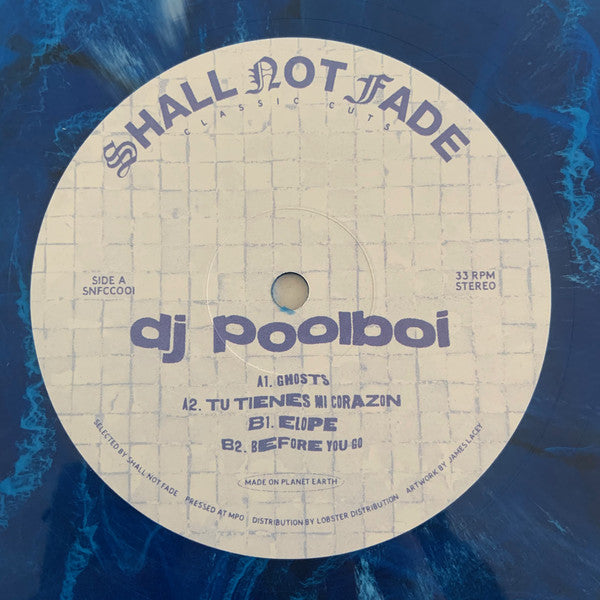 SHALL NOT FADE
CLASSIC CUTS
SIDE A
SNFCC001
33 RPM
STEREO
dj poolboi
A1. GHOSTS
A2. TU TIENES MI CORAZON
B1. ELOPE
B2. BEFORE YOU GO
MADE ON PLANET EARTH
SELECTED BY SHALL NOT FADE PRESSED AT MPO DISTRIBUTION BY LOBSTER DISTRIBUTION ARTWORK BY JAMES LACEY